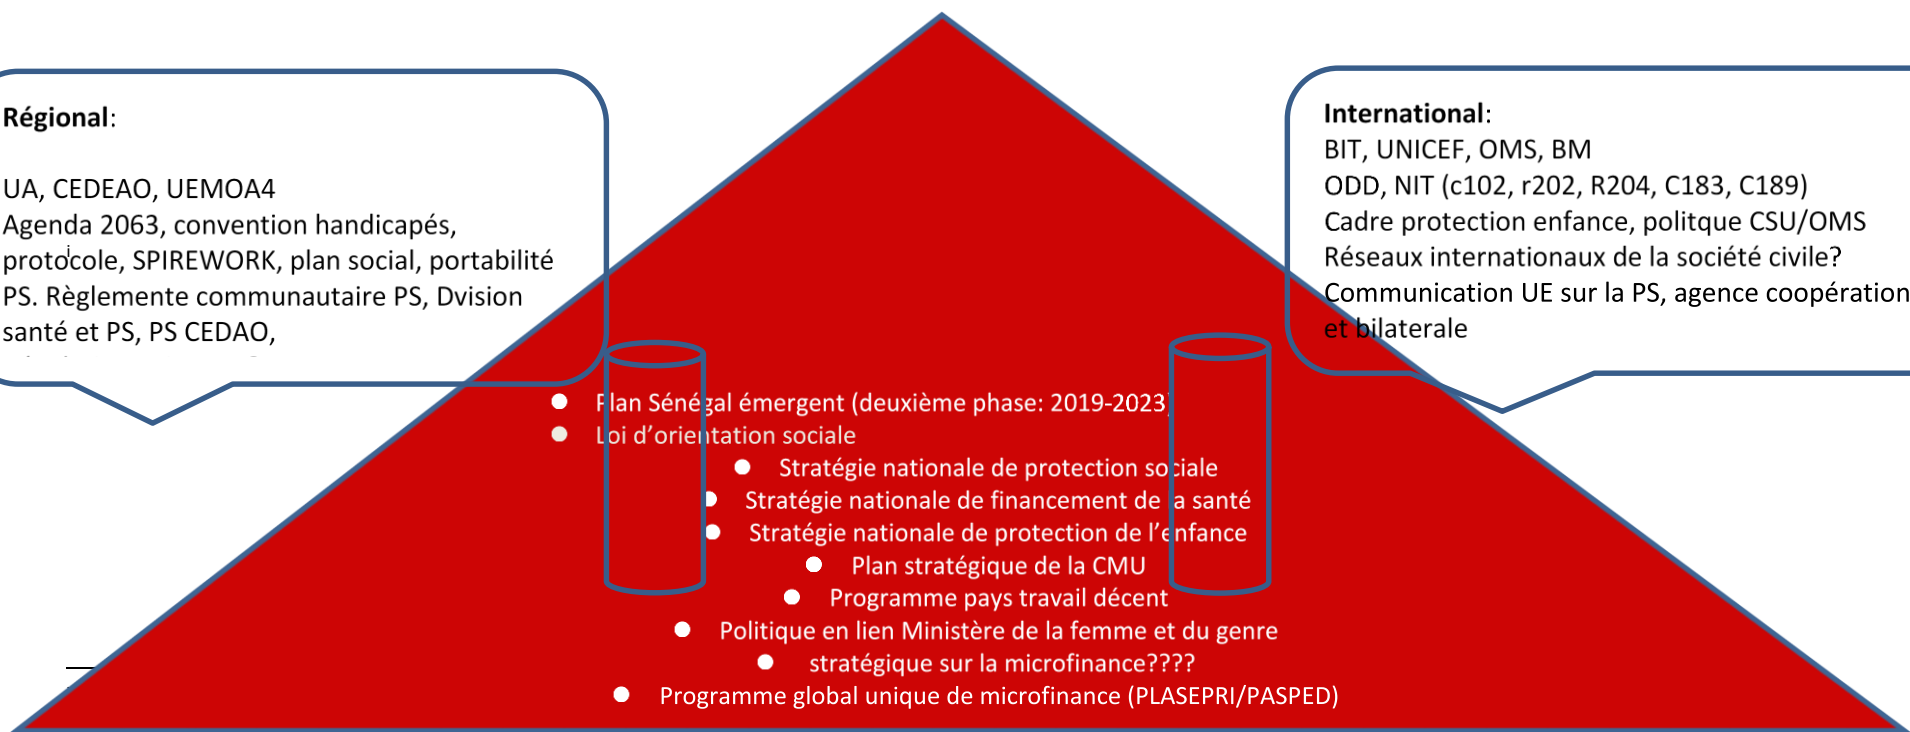 Régional:
UA, CEDEAO, UEMOA4
Agenda 2063, convention handicapés,
protocole, SPIREWORK, plan social, portabilité
PS. Règlemente communautaire PS, Dvision
santé et PS, PS CEDAO,
International:
BIT, UNICEF, OMS, BM
ODD, NIT (c102, r202, R204, C183, C189)
Cadre protection enfance, politque CSU/OMS
Réseaux internationaux de la société civile?
Communication UE sur la PS, agence coopération
et bilaterale
Plan Sénégal émergent (deuxième phase: 2019-2023)
Loi d'orientation sociale
Stratégie nationale de protection sociale
Stratégie nationale de financement de la santé
Stratégie nationale de protection de l'enfance
Plan stratégique de la CMU
Programme pays travail décent
Politique en lien Ministère de la femme et du genre
stratégique sur la microfinance????
Programme global unique de microfinance (PLASEPRI/PASPED)